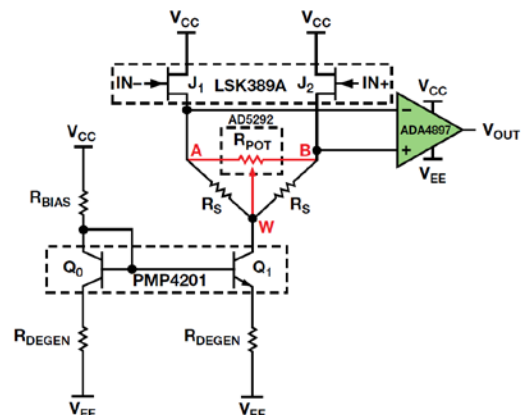 VCC VCC
IN– J1 LSK389A J2 IN+
AD5292
VCC
A RPOT B
– ADA4897 VOUT
+
VEE
VCC
RBIAS
RS RS
W
Q0 PMP4201 Q1
RDEGEN RDEGEN
VEE VEE